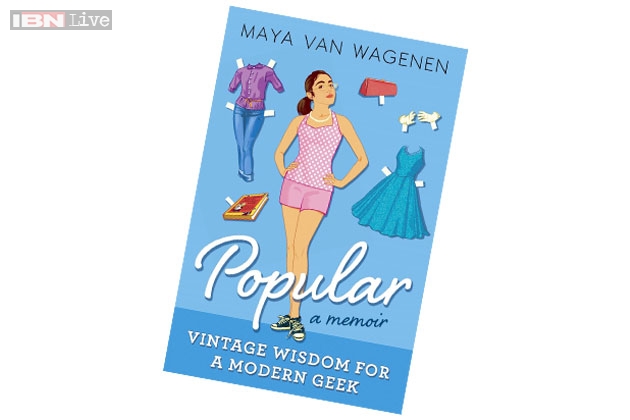 IBN Live
MAYA VAN WAGENEN
Popular
a memoir
VINTAGE WISDOM FOR
A MODERN GEEK